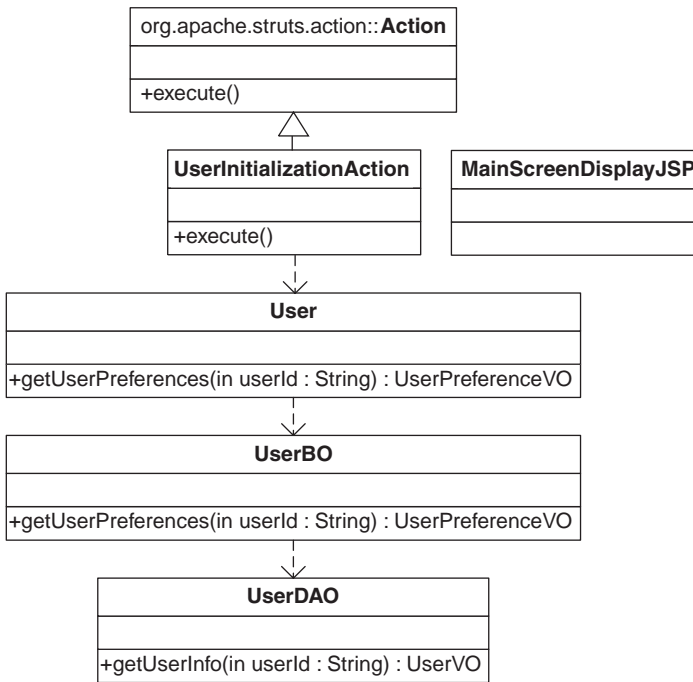 org.apache.struts.action::Action
+execute()
UserInitializationAction
MainScreenDisplayJSP
+execute()
User
+getUserPreferences(in userId : String) : UserPreferenceVO
UserBO
+getUserPreferences(in userId : String) : UserPreferenceVO
UserDAO
+getUserInfo(in userId : String) : UserVO